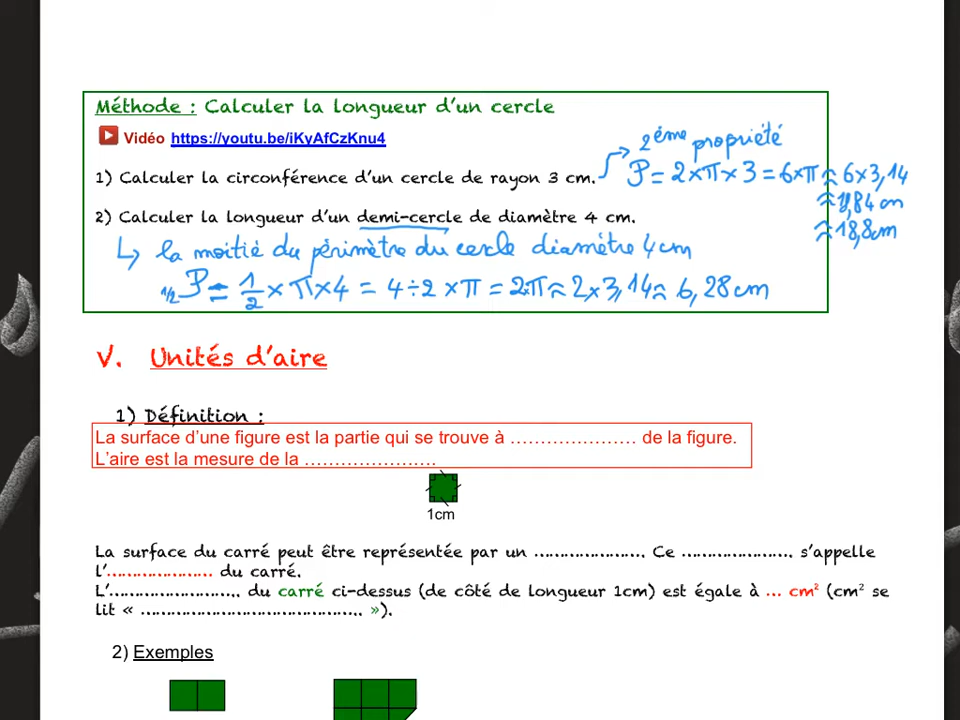 Méthode : Calculer la longueur d'un cercle
Vidéo https://youtu.be/iKyAfCzKnu4
2ème propriété
1) Calculer la circonférence d'un cercle de rayon 3 cm.
P = 2×π×3 = 6×π ≈ 6×3,14
≈ 18,84 cm
≈ 18,8cm
2) Calculer la longueur d'un demi-cercle de diamètre 4 cm.
↳ la moitié du périmètre du cercle diamètre 4cm
1/2 P = 1/2 × π×4 = 4÷2 × π = 2×π ≈ 2×3,14 ≈ 6,28cm
V. Unités d'aire
1) Définition :
La surface d'une figure est la partie qui se trouve à ………………… de la figure.
L'aire est la mesure de la ………………….
1cm
La surface du carré peut être représentée par un …………………. Ce …………………. s'appelle
l'………………… du carré.
L'…………………….. du carré ci-dessus (de côté de longueur 1cm) est égale à … cm² (cm² se
lit « …………………………………….. »).
2) Exemples